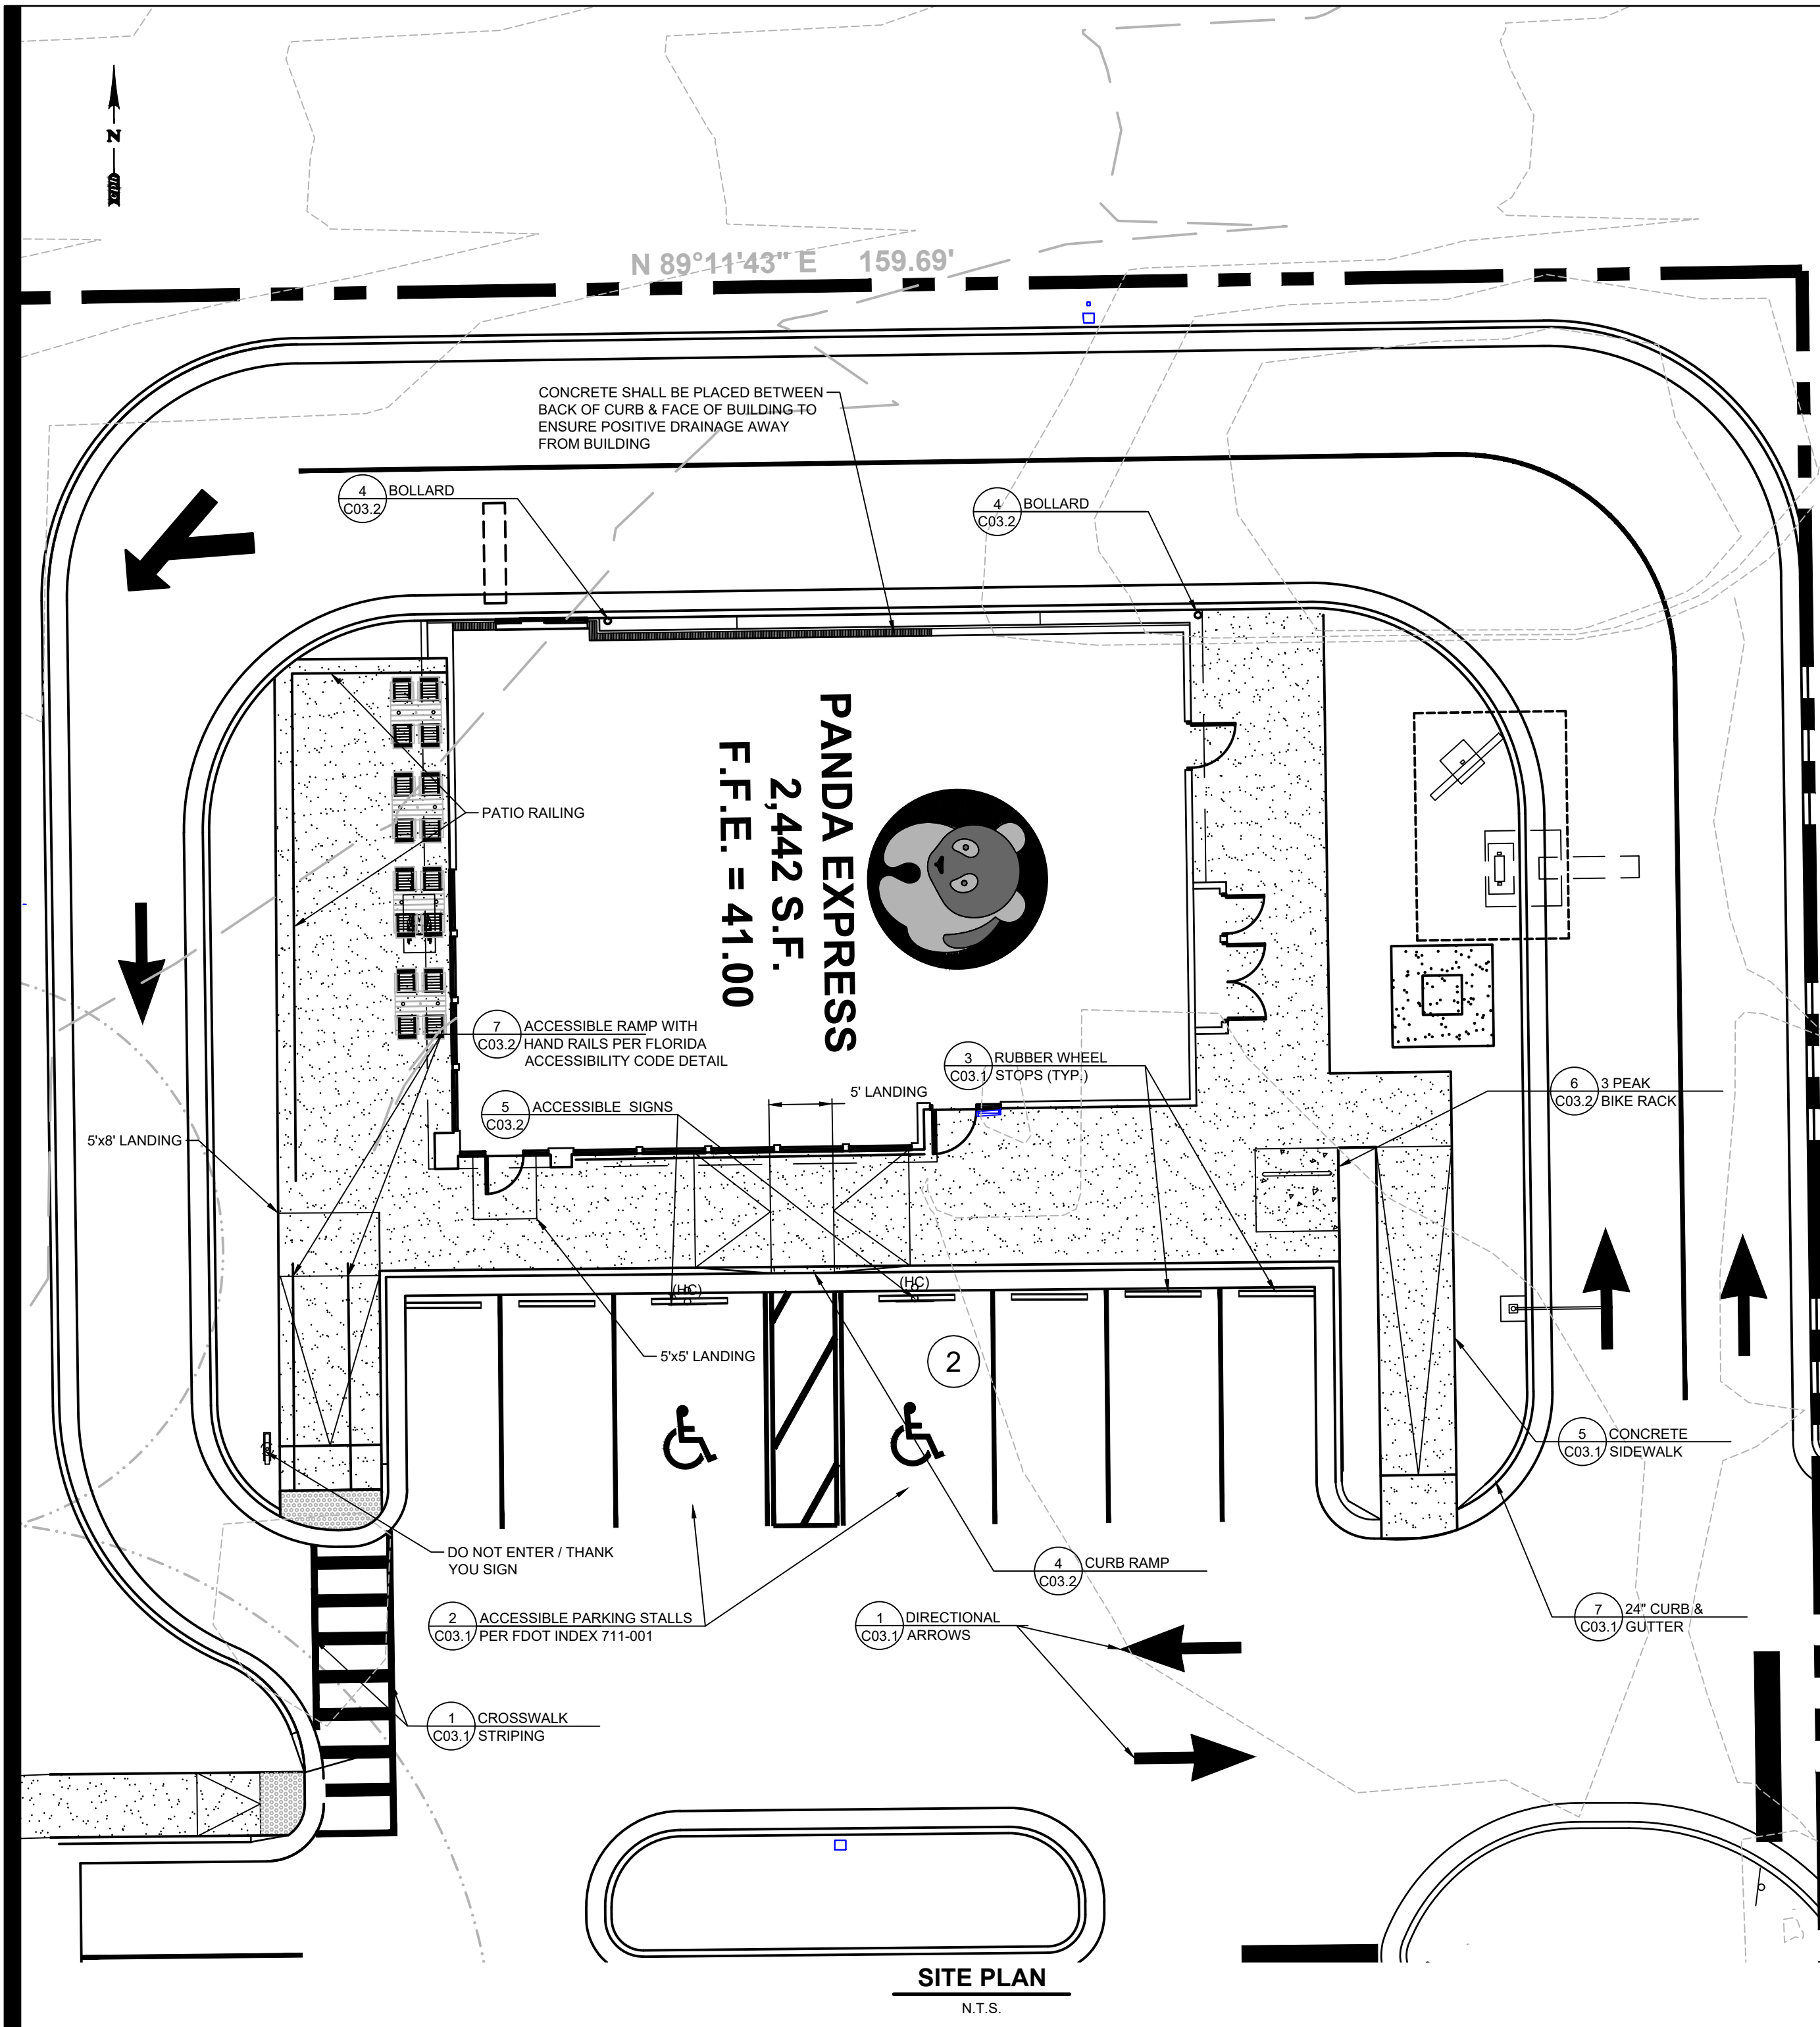 N
N 89°11'43" E 159.69'
CONCRETE SHALL BE PLACED BETWEEN
BACK OF CURB & FACE OF BUILDING TO
ENSURE POSITIVE DRAINAGE AWAY
FROM BUILDING
4
C03.2
BOLLARD
4
C03.2
BOLLARD
PANDA EXPRESS
2,442 S.F.
F.F.E. = 41.00
PATIO RAILING
7
C03.2
ACCESSIBLE RAMP WITH
HAND RAILS PER FLORIDA
ACCESSIBILITY CODE DETAIL
3
C03.1
RUBBER WHEEL
STOPS (TYP.)
5' LANDING
5
C03.2
ACCESSIBLE SIGNS
6
C03.2
3 PEAK
BIKE RACK
5'x8' LANDING
(HC)
(HC)
5'x5' LANDING
2
5
C03.1
CONCRETE
SIDEWALK
DO NOT ENTER / THANK
YOU SIGN
4
C03.2
CURB RAMP
2
C03.1
ACCESSIBLE PARKING STALLS
PER FDOT INDEX 711-001
1
C03.1
DIRECTIONAL
ARROWS
7
C03.1
24" CURB &
GUTTER
1
C03.1
CROSSWALK
STRIPING
SITE PLAN
N.T.S.